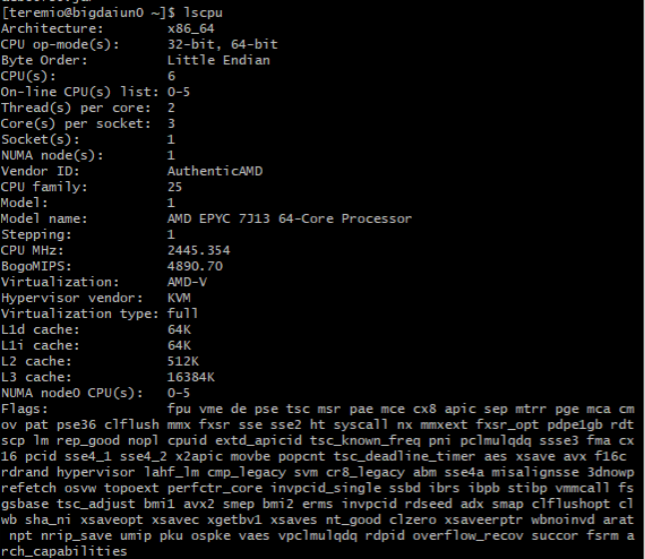 [teremio@bigdaiun0 ~]$ lscpu
Architecture:        x86_64
CPU op-mode(s):      32-bit, 64-bit
Byte Order:          Little Endian
CPU(s):              6
On-line CPU(s) list: 0-5
Thread(s) per core:  2
Core(s) per socket:  3
Socket(s):           1
NUMA node(s):        1
Vendor ID:           AuthenticAMD
CPU family:          25
Model:               1
Model name:          AMD EPYC 7J13 64-Core Processor
Stepping:            1
CPU MHz:             2445.354
BogoMIPS:            4890.70
Virtualization:      AMD-V
Hypervisor vendor:   KVM
Virtualization type: full
L1d cache:           64K
L1i cache:           64K
L2 cache:            512K
L3 cache:            16384K
NUMA node0 CPU(s):   0-5
Flags:               fpu vme de pse tsc msr pae mce cx8 apic sep mtrr pge mca cm
ov pat pse36 clflush mmx fxsr sse sse2 ht syscall nx mmxext fxsr_opt pdpe1gb rdt
scp lm rep_good nopl cpuid extd_apicid tsc_known_freq pni pclmulqdq ssse3 fma cx
16 pcid sse4_1 sse4_2 x2apic movbe popcnt tsc_deadline_timer aes xsave avx f16c
rdrand hypervisor lahf_lm cmp_legacy svm cr8_legacy abm sse4a misalignsse 3dnowp
refetch osvw topoext perfctr_core invpcid_single ssbd ibrs ibpb stibp vmmcall fs
gsbase tsc_adjust bmi1 avx2 smep bmi2 erms invpcid rdseed adx smap clflushopt cl
wb sha_ni xsaveopt xsavec xgetbv1 xsaves nt_good clzero xsaveerptr wbnoinvd arat
 npt nrip_save umip pku ospke vaes vpclmulqdq rdpid overflow_recov succor fsrm a
rch_capabilities